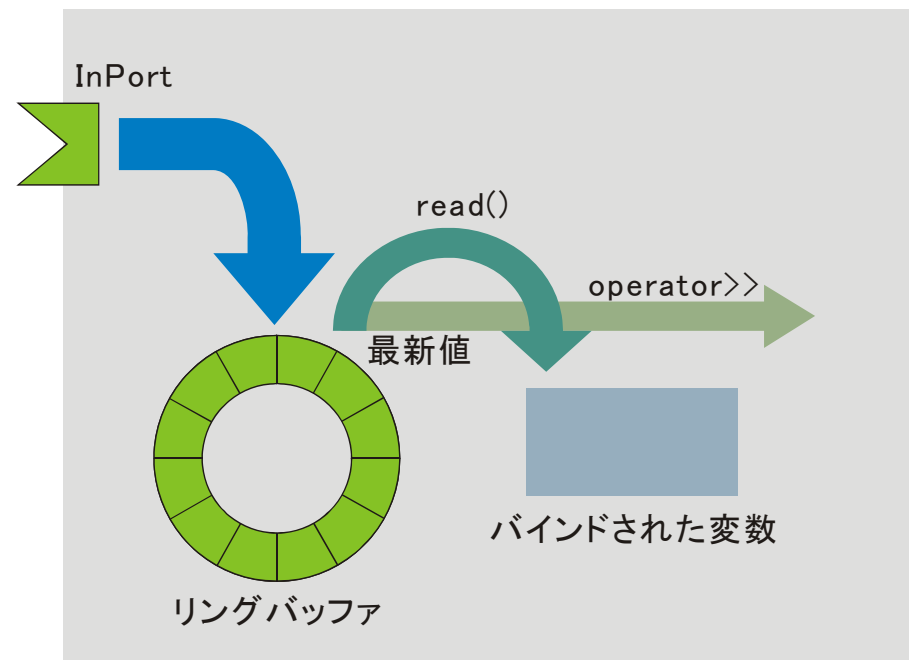 InPort
read()
operator>>
最新値
バインドされた変数
リングバッファ